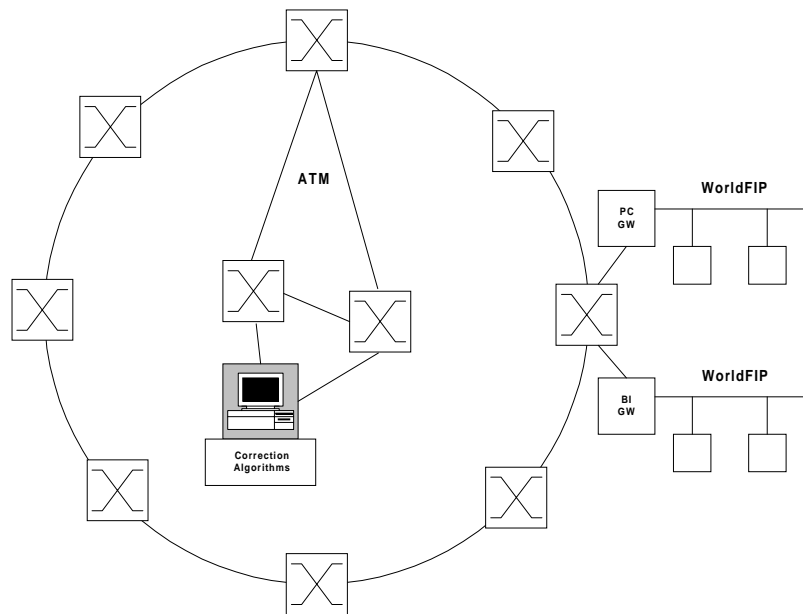 ATM
WorldFIP
PC
GW
WorldFIP
BI
GW
Correction
Algorithms